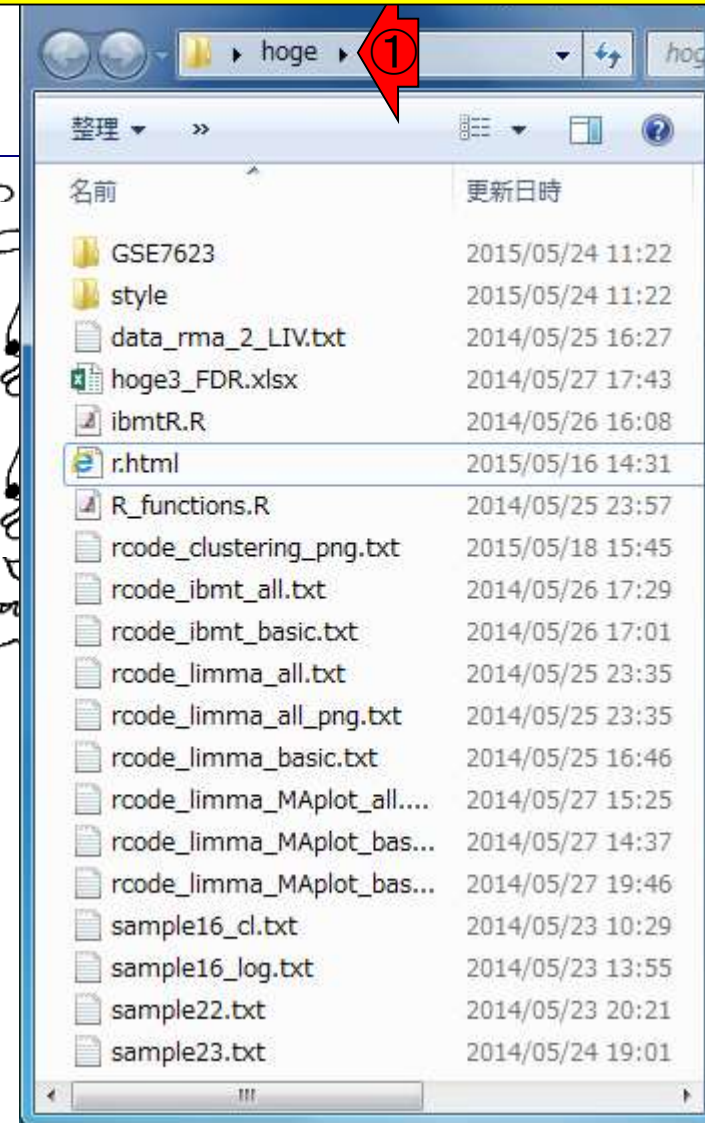 hoge
①
hog
整理
»
名前 更新日時
GSE7623 2015/05/24 11:22
style 2015/05/24 11:22
data_rma_2_LIV.txt 2014/05/25 16:27
hoge3_FDR.xlsx 2014/05/27 17:43
ibmtR.R 2014/05/26 16:08
r.html 2015/05/16 14:31
R_functions.R 2014/05/25 23:57
rcode_clustering_png.txt 2015/05/18 15:45
rcode_ibmt_all.txt 2014/05/26 17:29
rcode_ibmt_basic.txt 2014/05/26 17:01
rcode_limma_all.txt 2014/05/25 23:35
rcode_limma_all_png.txt 2014/05/25 23:35
rcode_limma_basic.txt 2014/05/25 16:46
rcode_limma_MAplot_all.... 2014/05/27 15:25
rcode_limma_MAplot_bas... 2014/05/27 14:37
rcode_limma_MAplot_bas... 2014/05/27 19:46
sample16_cl.txt 2014/05/23 10:29
sample16_log.txt 2014/05/23 13:55
sample22.txt 2014/05/23 20:21
sample23.txt 2014/05/24 19:01